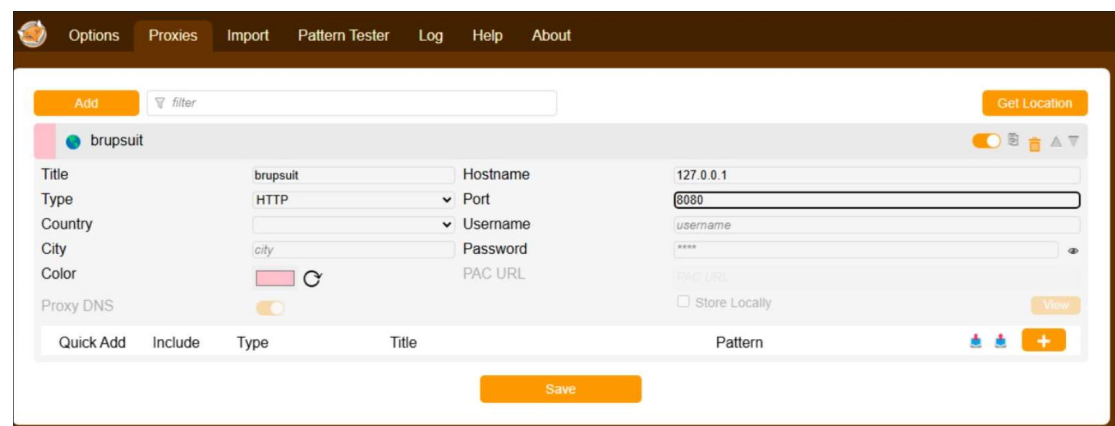 Options Proxies Import Pattern Tester Log Help About
Add filter Get Location
brupsuit
Title brupsuit Hostname 127.0.0.1
Type HTTP Port 8080
Country Username username
City city Password ****
Color PAC URL PAC URL
Proxy DNS Store Locally View
Quick Add Include Type Title Pattern +
Save